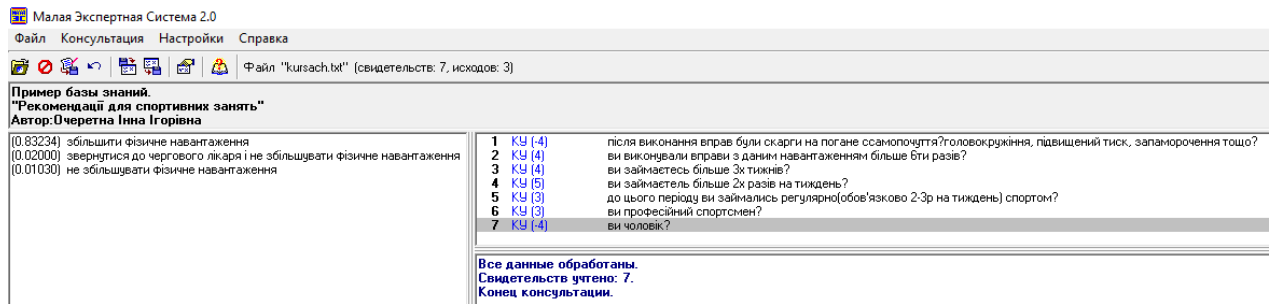 Малая Экспертная Система 2.0
Файл Консультация Настройки Справка
Файл "kursach.txt" (свидетельств: 7, исходов: 3)
Пример базы знаний.
"Рекомендації для спортивних занять"
Автор:Очеретна Інна Ігорівна
(0.83234) збільшити фізичне навантаження
(0.02000) звернутися до чергового лікаря і не збільшувати фізичне навантаження
(0.01030) не збільшувати фізичне навантаження
1 КУ (-4) після виконання вправ були скарги на погане ссамопочуття?головокружіння, підвищений тиск, запаморочення тощо?
2 КУ (4) ви виконували вправи з даним навантаженням більше 6ти разів?
3 КУ (4) ви займаєтесь більше 3х тижнів?
4 КУ (5) ви займаєтель більше 2х разів на тиждень?
5 КУ (3) до цього періоду ви займались регулярно(обов'язково 2-3р на тиждень) спортом?
6 КУ (3) ви професійний спортсмен?
7 КУ (-4) ви чоловік?
Все данные обработаны.
Свидетельств учтено: 7.
Конец консультации.